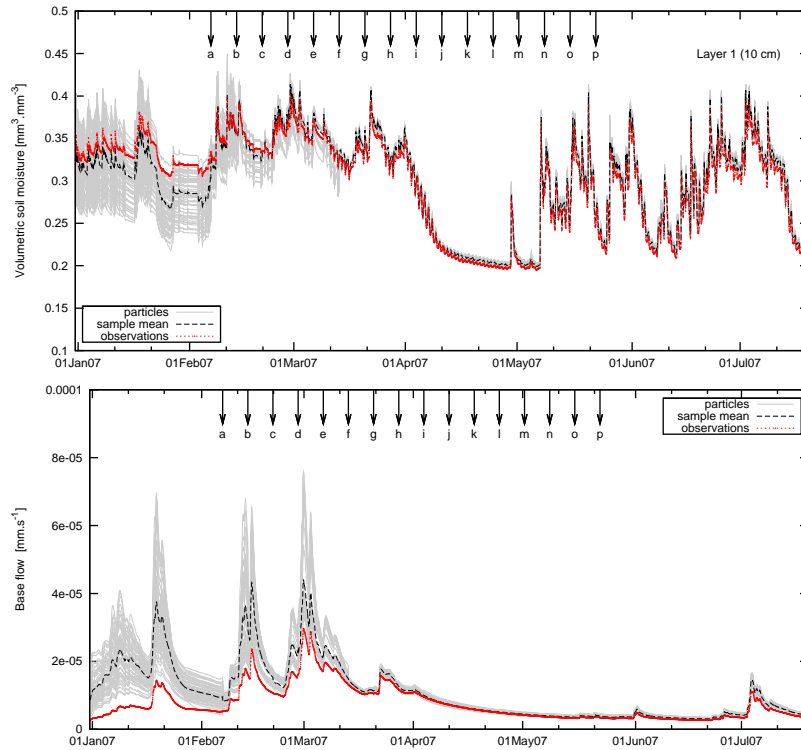 0.5
0.45
0.4
0.35
0.3
0.25
0.2
0.15
0.1
Volumetric soil moisture [mm³.mm⁻³]
a b c d e f g h i j k l m n o p
Layer 1 (10 cm)
particles
sample mean
observations
01Jan07 01Feb07 01Mar07 01Apr07 01May07 01Jun07 01Jul07
0.0001
8e-05
6e-05
4e-05
2e-05
0
Base flow [mm.s⁻¹]
a b c d e f g h i j k l m n o p
particles
sample mean
observations
01Jan07 01Feb07 01Mar07 01Apr07 01May07 01Jun07 01Jul07